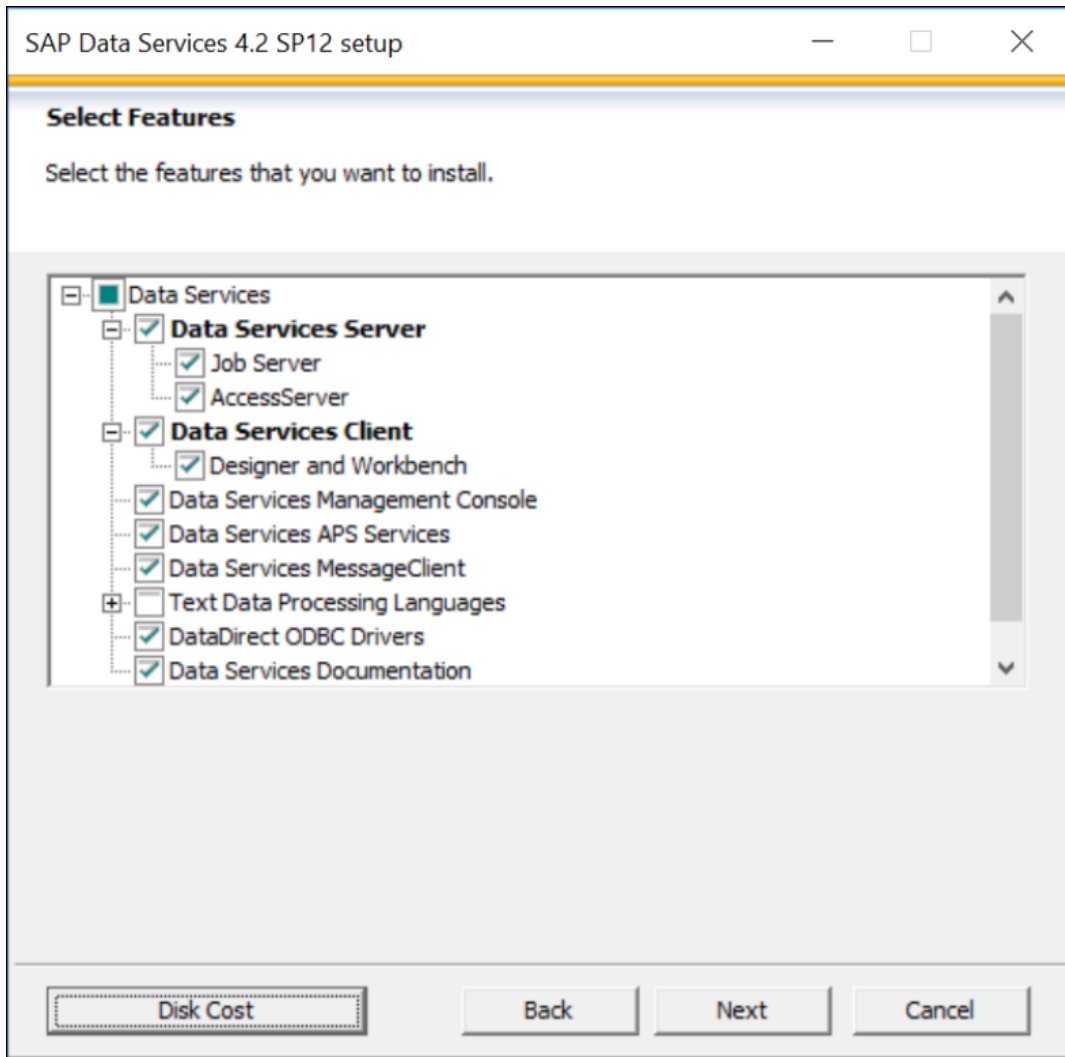 SAP Data Services 4.2 SP12 setup
Select Features
Select the features that you want to install.
Data Services
Data Services Server
Job Server
AccessServer
Data Services Client
Designer and Workbench
Data Services Management Console
Data Services APS Services
Data Services MessageClient
Text Data Processing Languages
DataDirect ODBC Drivers
Data Services Documentation
Disk Cost Back Next Cancel